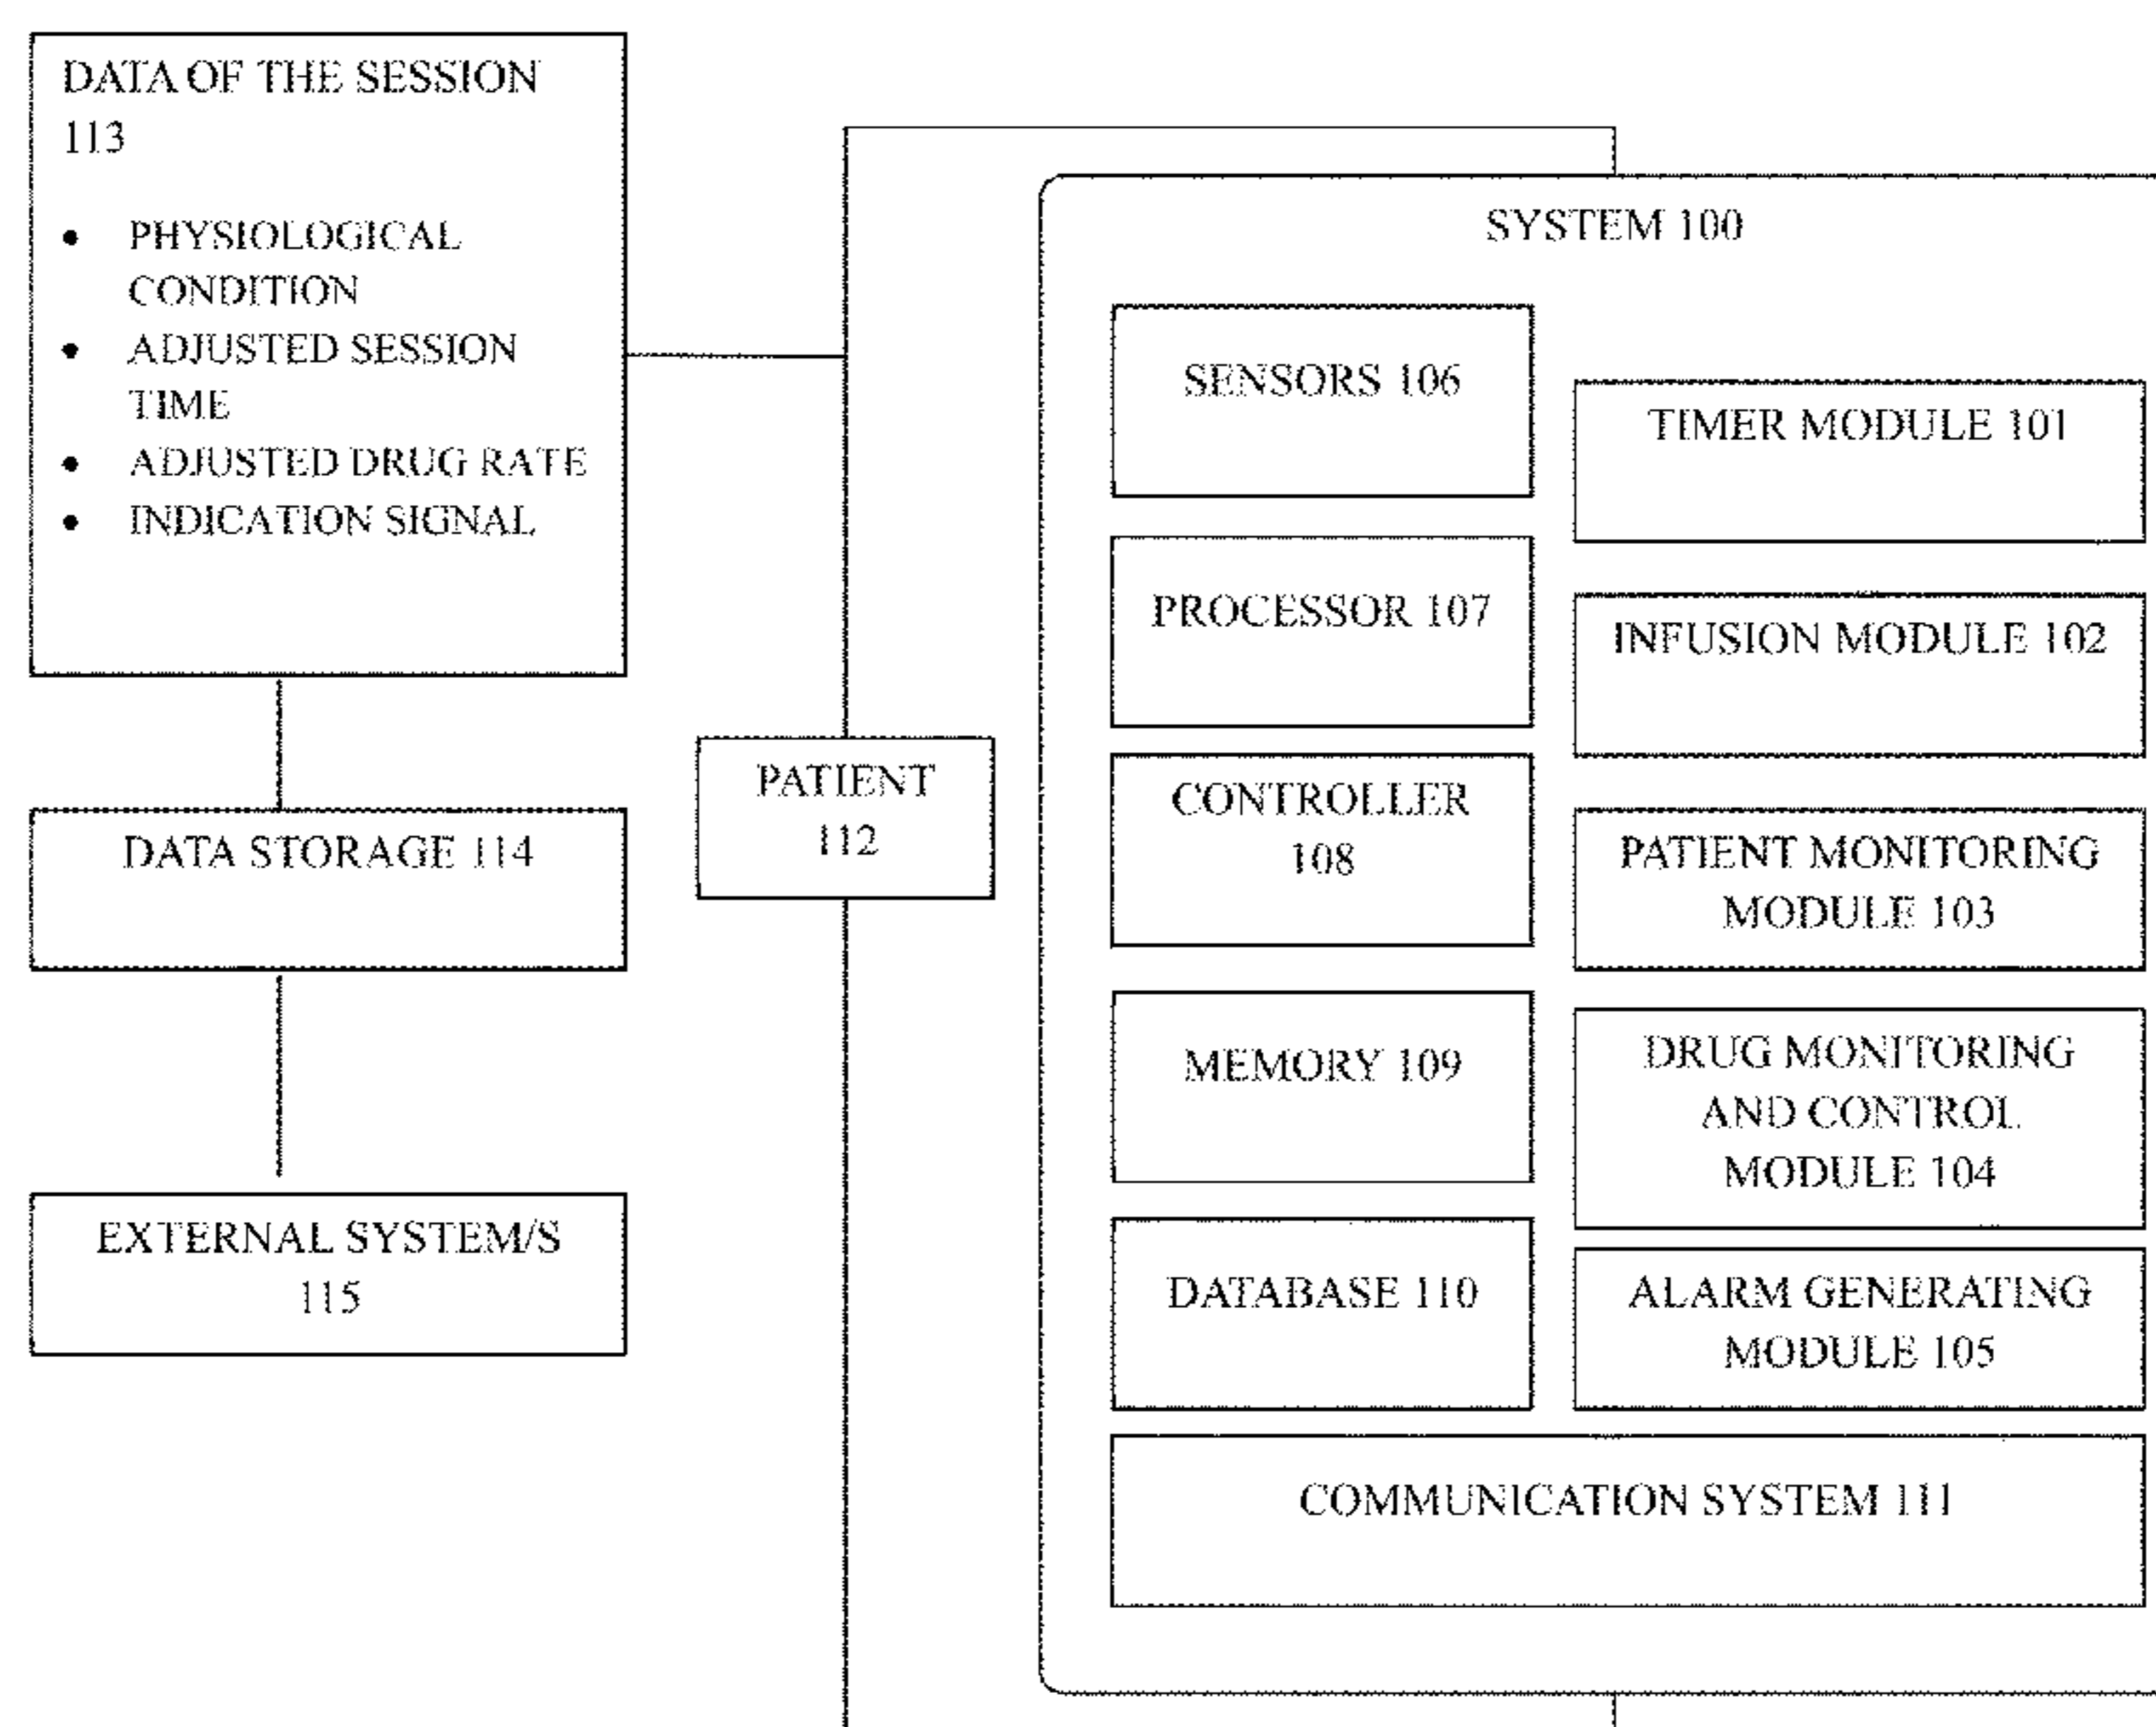 DATA OF THE SESSION
113
• PHYSIOLOGICAL
CONDITION
• ADJUSTED SESSION
TIME
• ADJUSTED DRUG RATE
• INDICATION SIGNAL
DATA STORAGE 114
EXTERNAL SYSTEM/S
115
PATIENT
112
SYSTEM 100
SENSORS 106
PROCESSOR 107
CONTROLLER
108
MEMORY 109
DATABASE 110
TIMER MODULE 101
INFUSION MODULE 102
PATIENT MONITORING
MODULE 103
DRUG MONITORING
AND CONTROL
MODULE 104
ALARM GENERATING
MODULE 105
COMMUNICATION SYSTEM 111